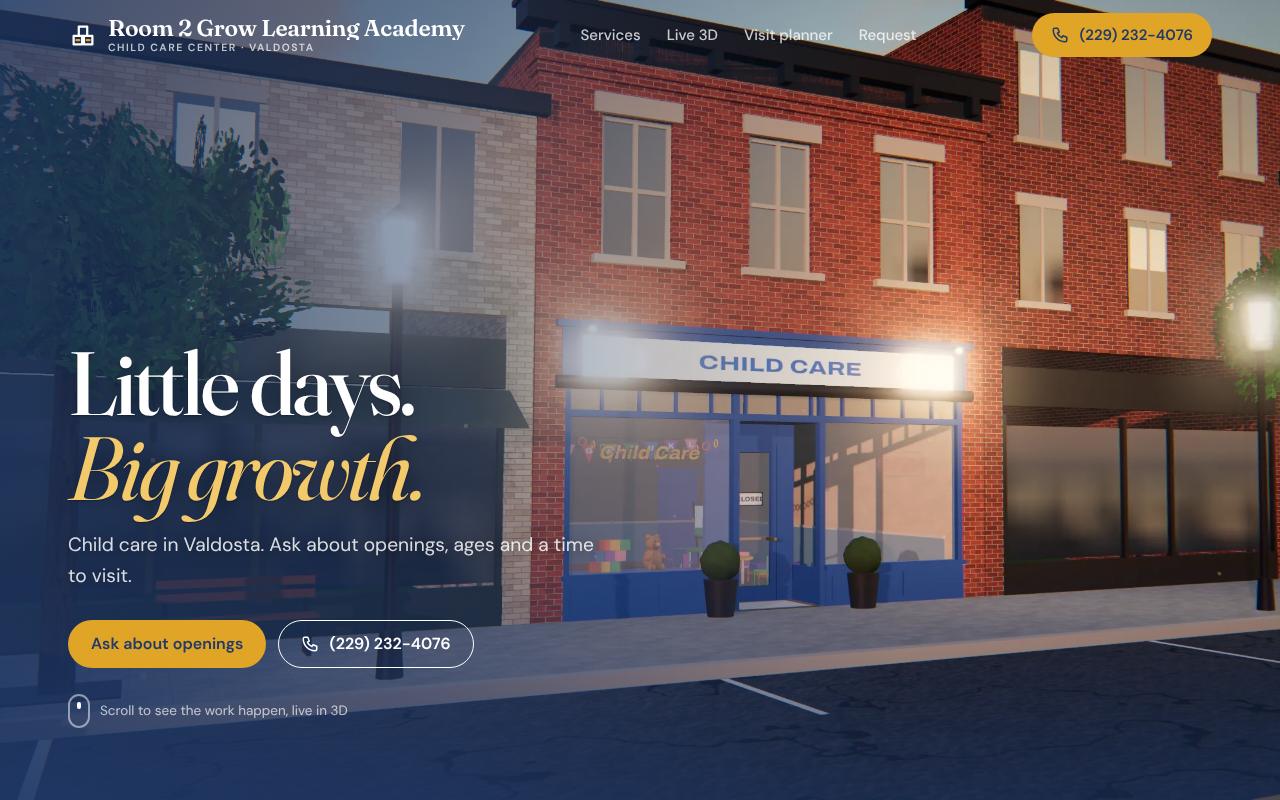 Room 2 Grow Learning Academy
CHILD CARE CENTER · VALDOSTA
Services
Live 3D
Visit planner
Request
(229) 232-4076
CHILD CARE
Child Care
LOSE
Little days.
Big growth.
Child care in Valdosta. Ask about openings, ages and a time
to visit.
Ask about openings
(229) 232-4076
Scroll to see the work happen, live in 3D